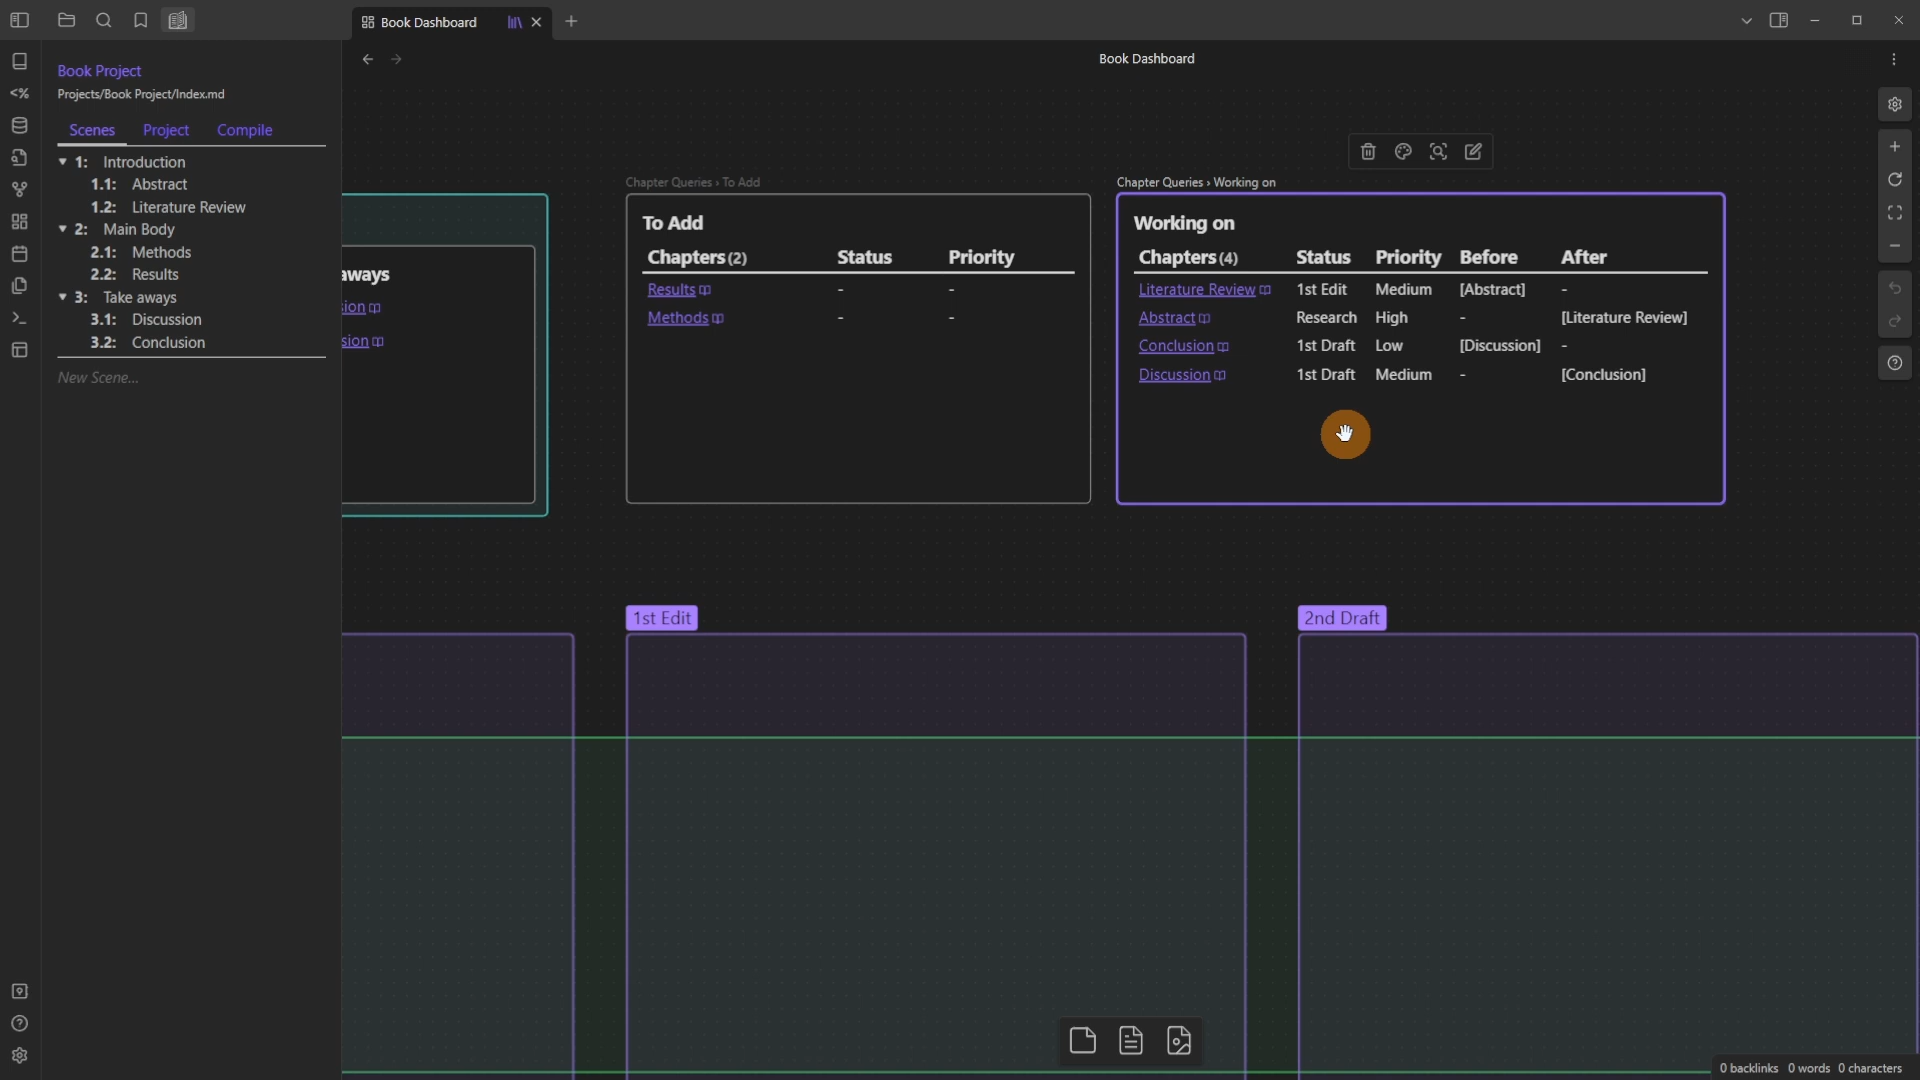 Book Dashboard
Book Dashboard
Book Project
Projects/Book Project/Index.md
Scenes Project Compile
1: Introduction
1.1: Abstract
1.2: Literature Review
2: Main Body
2.1: Methods
2.2: Results
3: Take aways
3.1: Discussion
3.2: Conclusion
New Scene...
aways
sion
sion
Chapter Queries › To Add
To Add
Chapters (2) Status Priority
Results - -
Methods - -
Chapter Queries › Working on
Working on
Chapters (4) Status Priority Before After
Literature Review 1st Edit Medium [Abstract] -
Abstract Research High - [Literature Review]
Conclusion 1st Draft Low [Discussion] -
Discussion 1st Draft Medium - [Conclusion]
1st Edit
2nd Draft
0 backlinks 0 words 0 characters